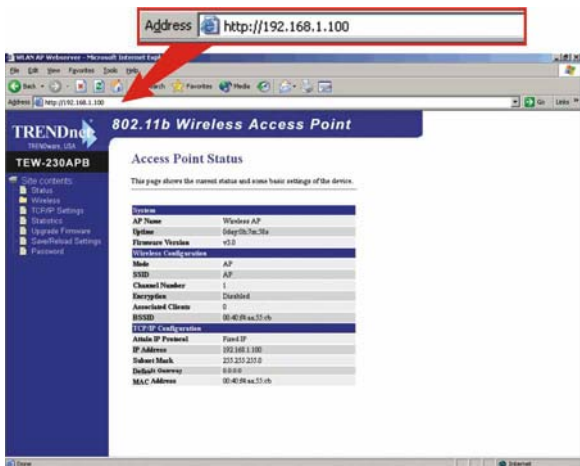 Address http://192.168.1.100
WLAN AP Webserver - Microsoft Internet Explorer
File Edit View Favorites Tools Help
Back Search Favorites Media
Address http://192.168.1.100 Go Links »
TRENDnet
TRENDware, USA
802.11b Wireless Access Point
TEW-230APB
Site contents:
Status
Wireless
TCP/IP Settings
Statistics
Upgrade Firmware
Save/Reload Settings
Password
Access Point Status
This page shows the current status and some basic settings of the device.
System
AP Name Wireless AP
Uptime
Firmware Version v3.0
Wireless Configuration
Mode AP
SSID AP
Channel Number 1
Encryption Disabled
Associated Clients 0
BSSID
TCP/IP Configuration
Attain IP Protocol Fixed IP
IP Address 192.168.1.100
Subnet Mask 255.255.255.0
Default Gateway 0.0.0.0
MAC Address
Done Internet